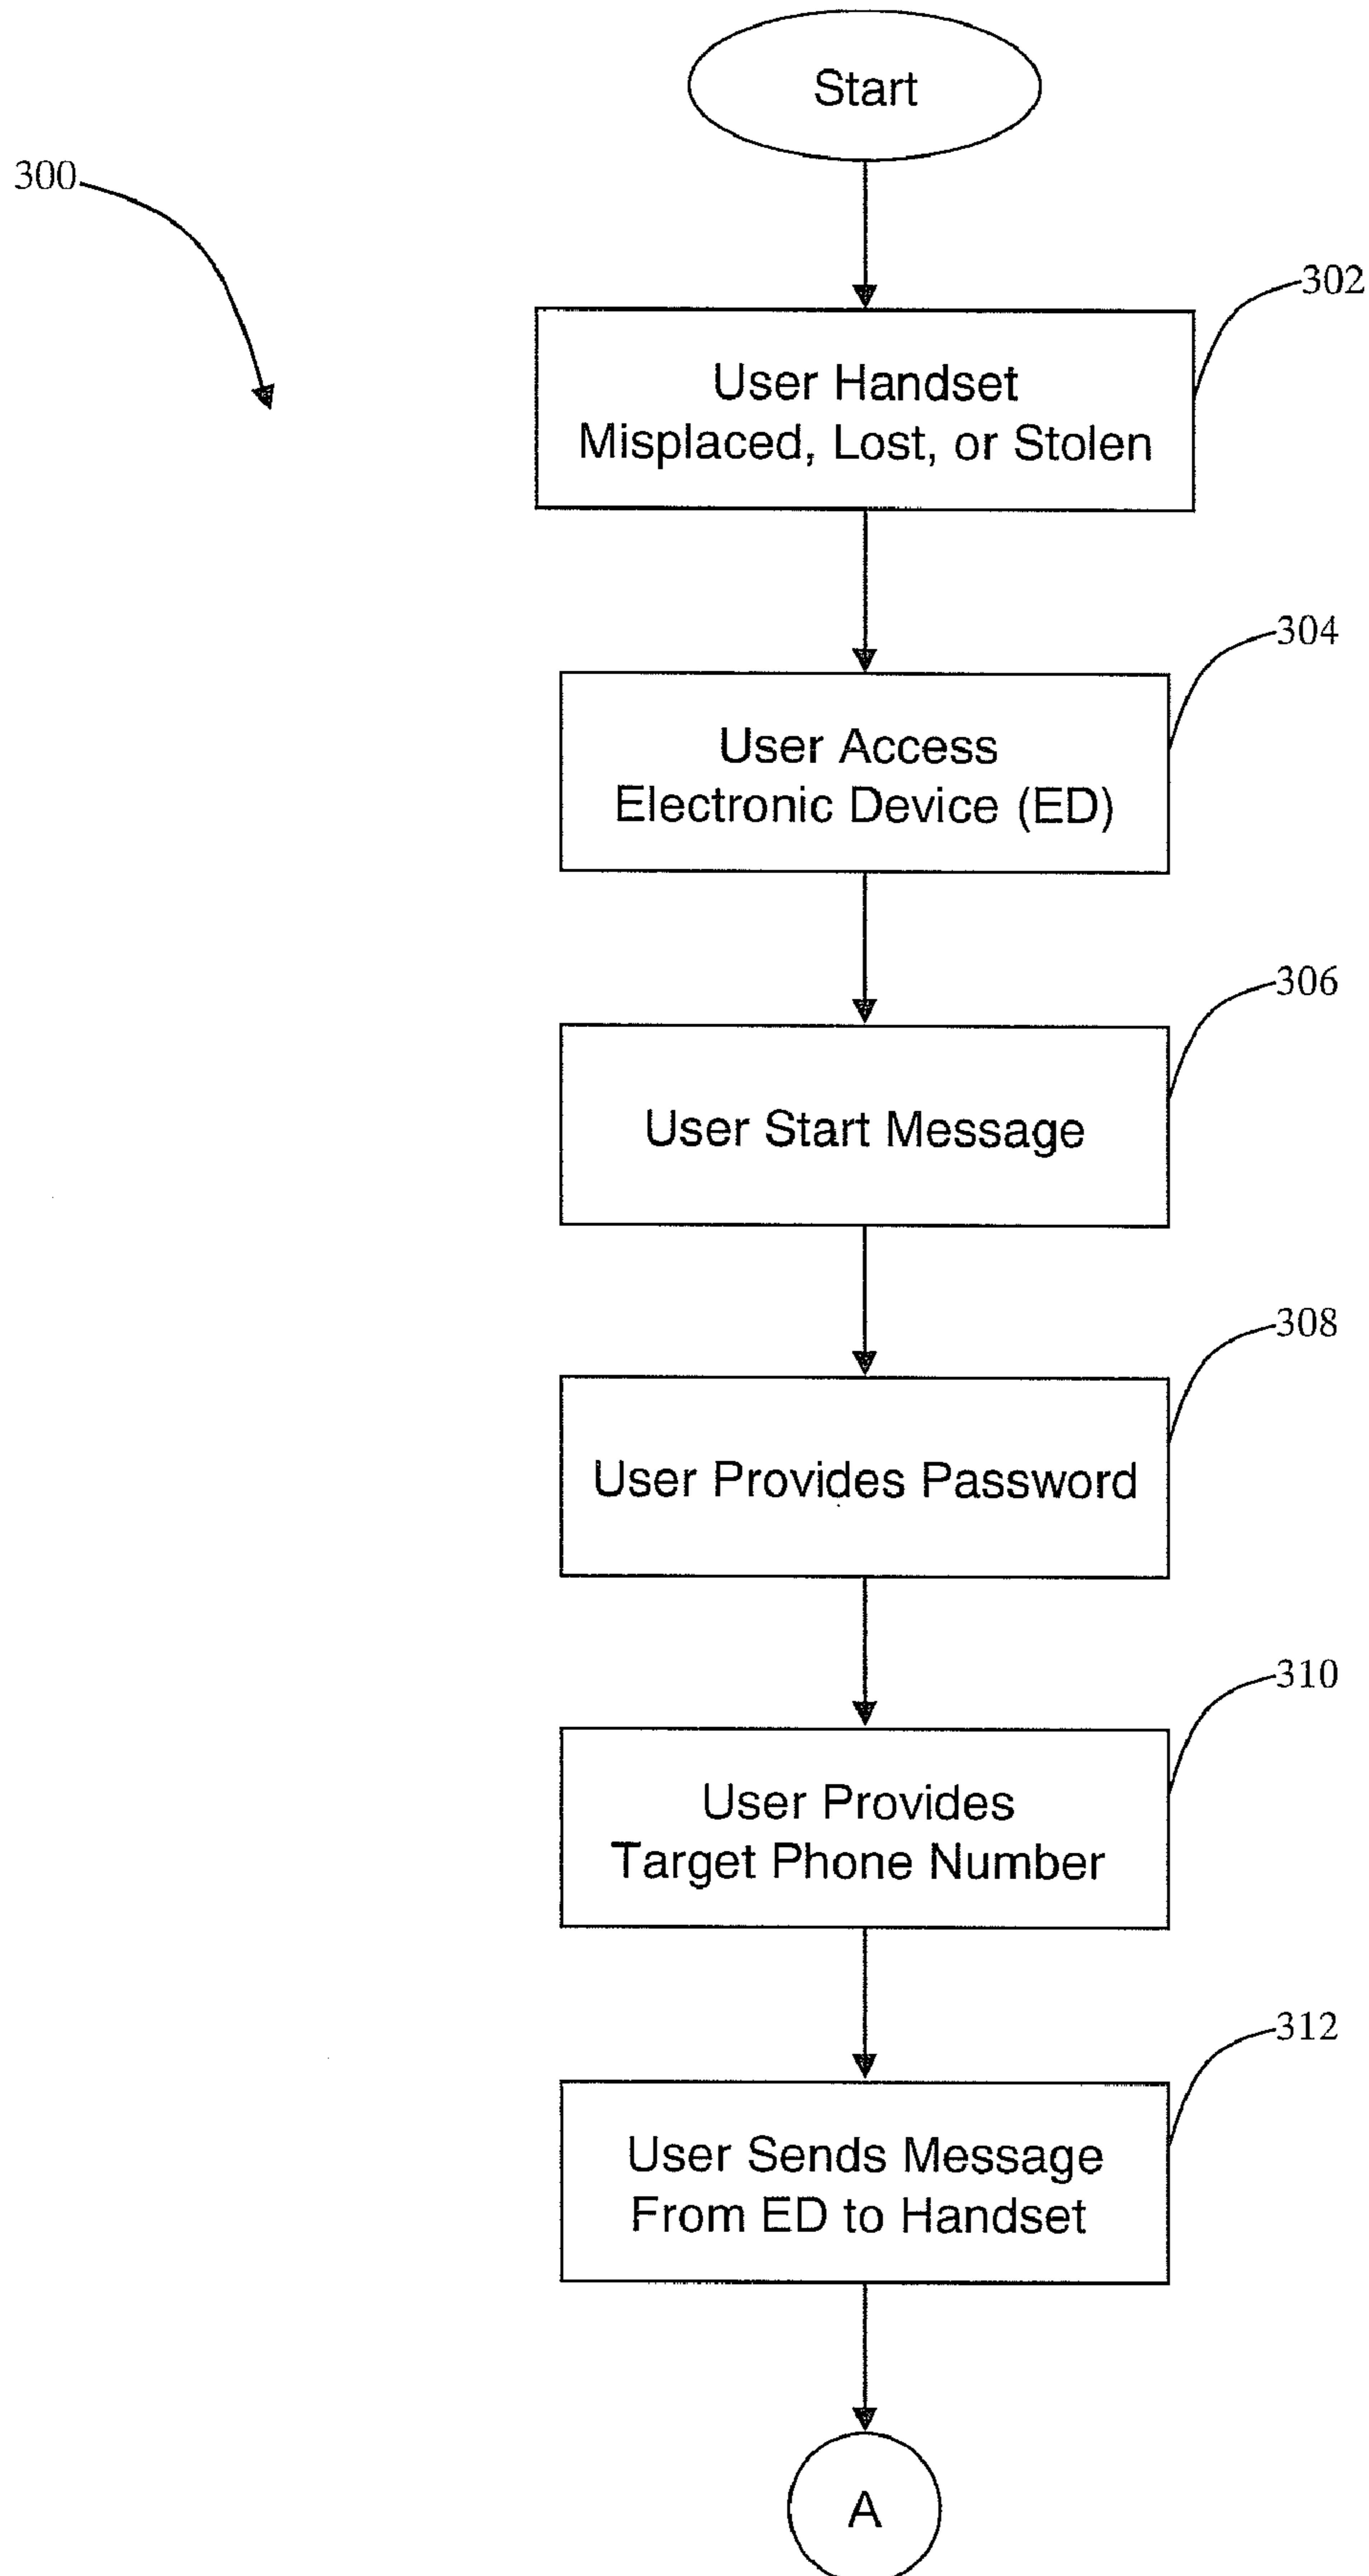 Start
300
302
User Handset
Misplaced, Lost, or Stolen
304
User Access
Electronic Device (ED)
306
User Start Message
308
User Provides Password
310
User Provides
Target Phone Number
312
User Sends Message
From ED to Handset
A